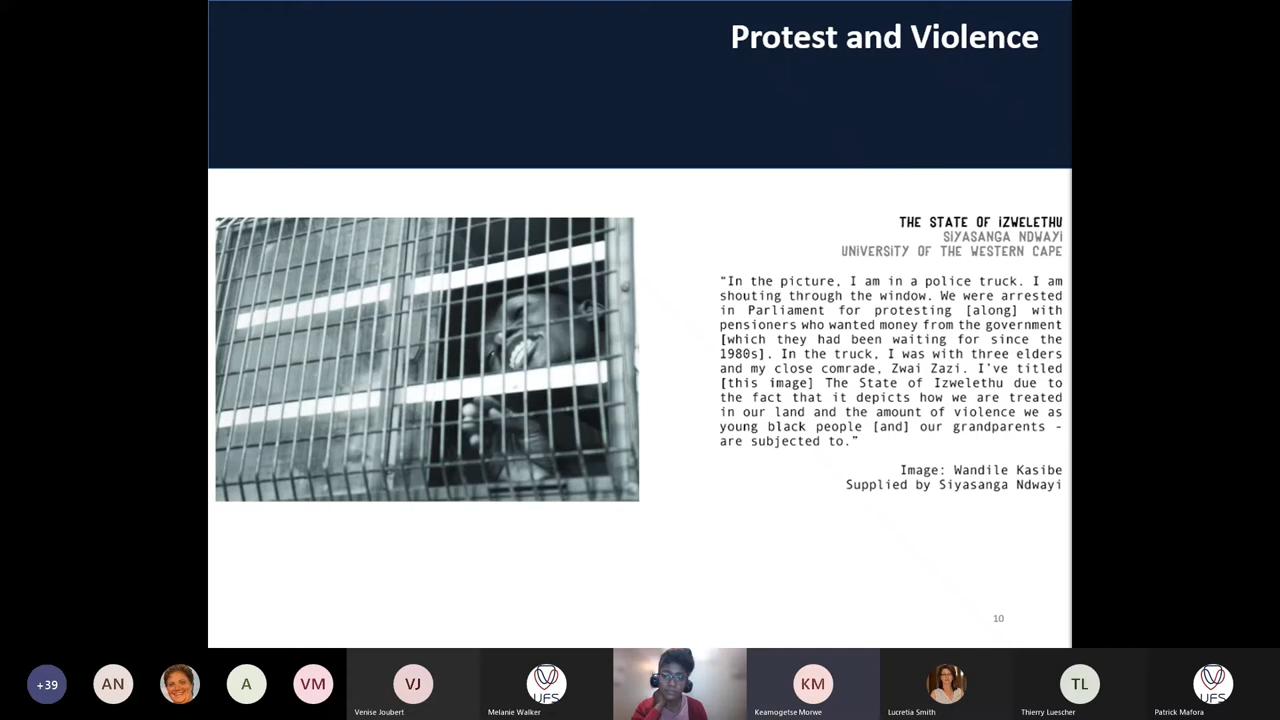 Protest and Violence
THE STATE OF iZWELETHU
SiYASANGA NDWAYi
UNiVERSiTY OF THE WESTERN CAPE
“In the picture, I am in a police truck. I am
shouting through the window. We were arrested
in Parliament for protesting [along] with
pensioners who wanted money from the government
[which they had been waiting for since the
1980s]. In the truck, I was with three elders
and my close comrade, Zwai Zazi. I’ve titled
[this image] The State of Izwelethu due to
the fact that it depicts how we are treated
in our land and the amount of violence we as
young black people [and] our grandparents -
are subjected to.”
Image: Wandile Kasibe
Supplied by Siyasanga Ndwayi
10
+39
AN
A
VM
VJ
Venise Joubert
UFS
Melanie Walker
KM
Keamogetse Morwe
Lucretia Smith
TL
Thierry Luescher
UFS
Patrick Mafora